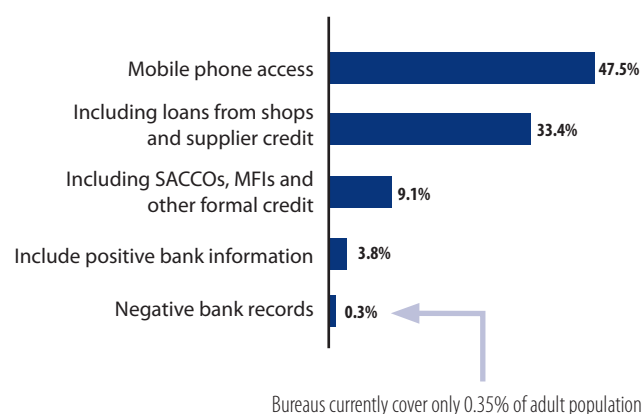 Mobile phone access 47.5%
Including loans from shops
and supplier credit 33.4%
Including SACCOs, MFIs and
other formal credit 9.1%
Include positive bank information 3.8%
Negative bank records 0.3%
Bureaus currently cover only 0.35% of adult population